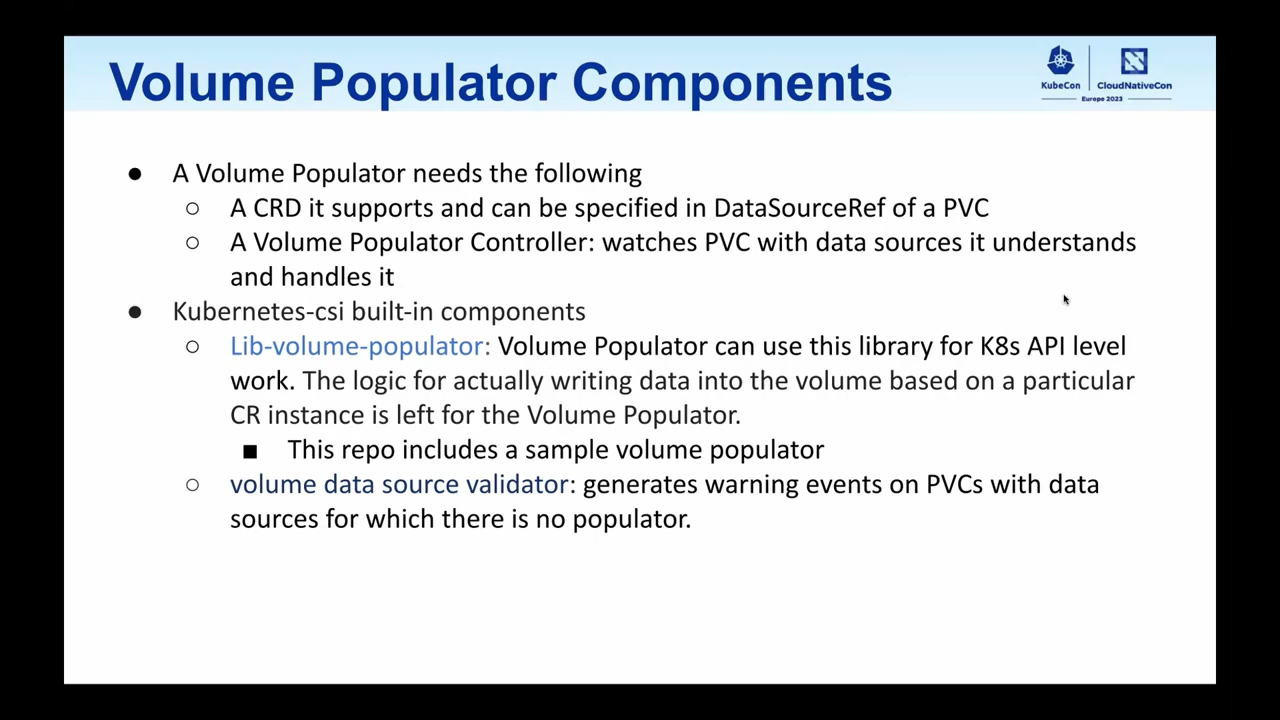 Volume Populator Components
KubeCon
CloudNativeCon
Europe 2023
● A Volume Populator needs the following
○ A CRD it supports and can be specified in DataSourceRef of a PVC
○ A Volume Populator Controller: watches PVC with data sources it understands
and handles it
● Kubernetes-csi built-in components
○ Lib-volume-populator: Volume Populator can use this library for K8s API level
work. The logic for actually writing data into the volume based on a particular
CR instance is left for the Volume Populator.
■ This repo includes a sample volume populator
○ volume data source validator: generates warning events on PVCs with data
sources for which there is no populator.